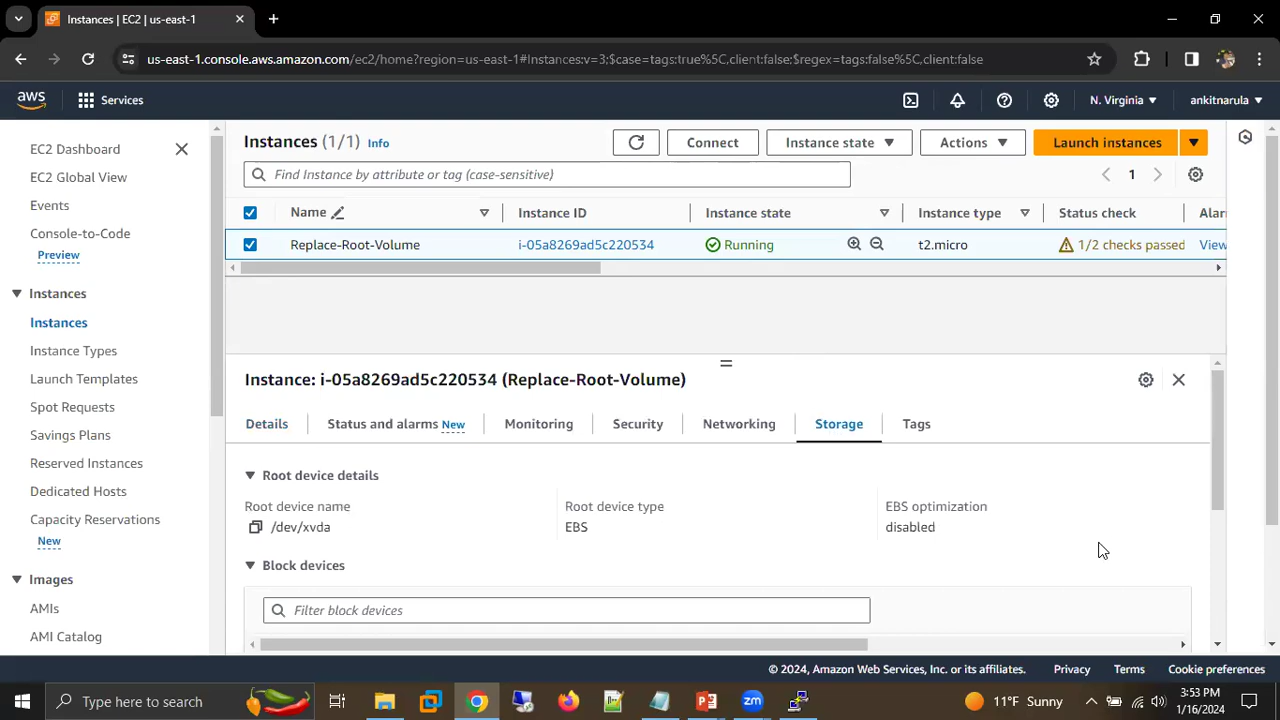 Instances | EC2 | us-east-1
us-east-1.console.aws.amazon.com/ec2/home?region=us-east-1#Instances:v=3;$case=tags:true%5C,client:false;$regex=tags:false%5C,client:false
aws Services N. Virginia ankitnarula
EC2 Dashboard
EC2 Global View
Events
Console-to-Code
Preview
Instances
Instances
Instance Types
Launch Templates
Spot Requests
Savings Plans
Reserved Instances
Dedicated Hosts
Capacity Reservations
New
Images
AMIs
AMI Catalog
Instances (1/1) Info Connect Instance state Actions Launch instances
Find Instance by attribute or tag (case-sensitive) 1
Name Instance ID Instance state Instance type Status check Alar
Replace-Root-Volume i-05a8269ad5c220534 Running t2.micro 1/2 checks passed View
Instance: i-05a8269ad5c220534 (Replace-Root-Volume)
Details Status and alarms New Monitoring Security Networking Storage Tags
Root device details
Root device name Root device type EBS optimization
/dev/xvda EBS disabled
Block devices
Filter block devices
© 2024, Amazon Web Services, Inc. or its affiliates. Privacy Terms Cookie preferences
Type here to search 11°F Sunny 3:53 PM
1/16/2024